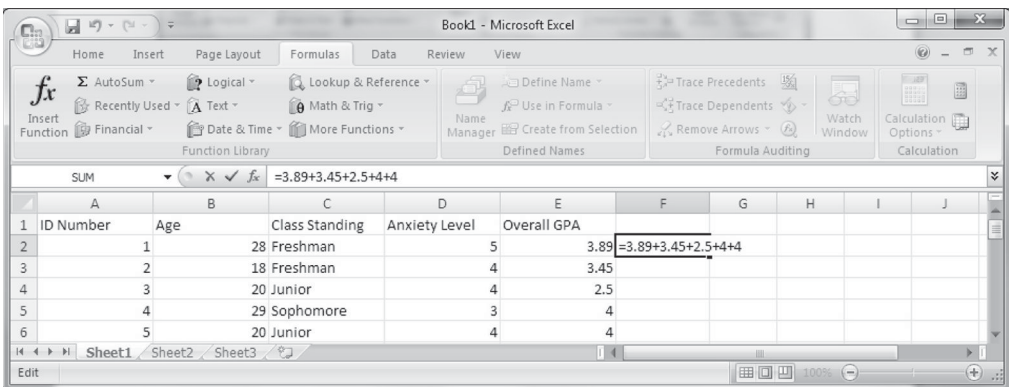 Book1 - Microsoft Excel
Home Insert Page Layout Formulas Data Review View
fx Insert Function
Σ AutoSum
Recently Used
Financial
Logical
Text
Date & Time
Lookup & Reference
Math & Trig
More Functions
Function Library
Name Manager
Define Name
Use in Formula
Create from Selection
Defined Names
Trace Precedents
Trace Dependents
Remove Arrows
Watch Window
Formula Auditing
Calculation Options
Calculation
SUM fx =3.89+3.45+2.5+4+4
A B C D E F G H I J
1 ID Number Age Class Standing Anxiety Level Overall GPA
2 1 28 Freshman 5 3.89 =3.89+3.45+2.5+4+4
3 2 18 Freshman 4 3.45
4 3 20 Junior 4 2.5
5 4 29 Sophomore 3 4
6 5 20 Junior 4 4
Sheet1 Sheet2 Sheet3
Edit 100%